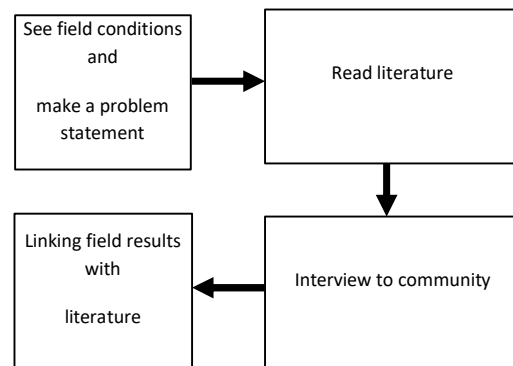 See field conditions
and
make a problem
statement
Read literature
Interview to community
Linking field results
with
literature